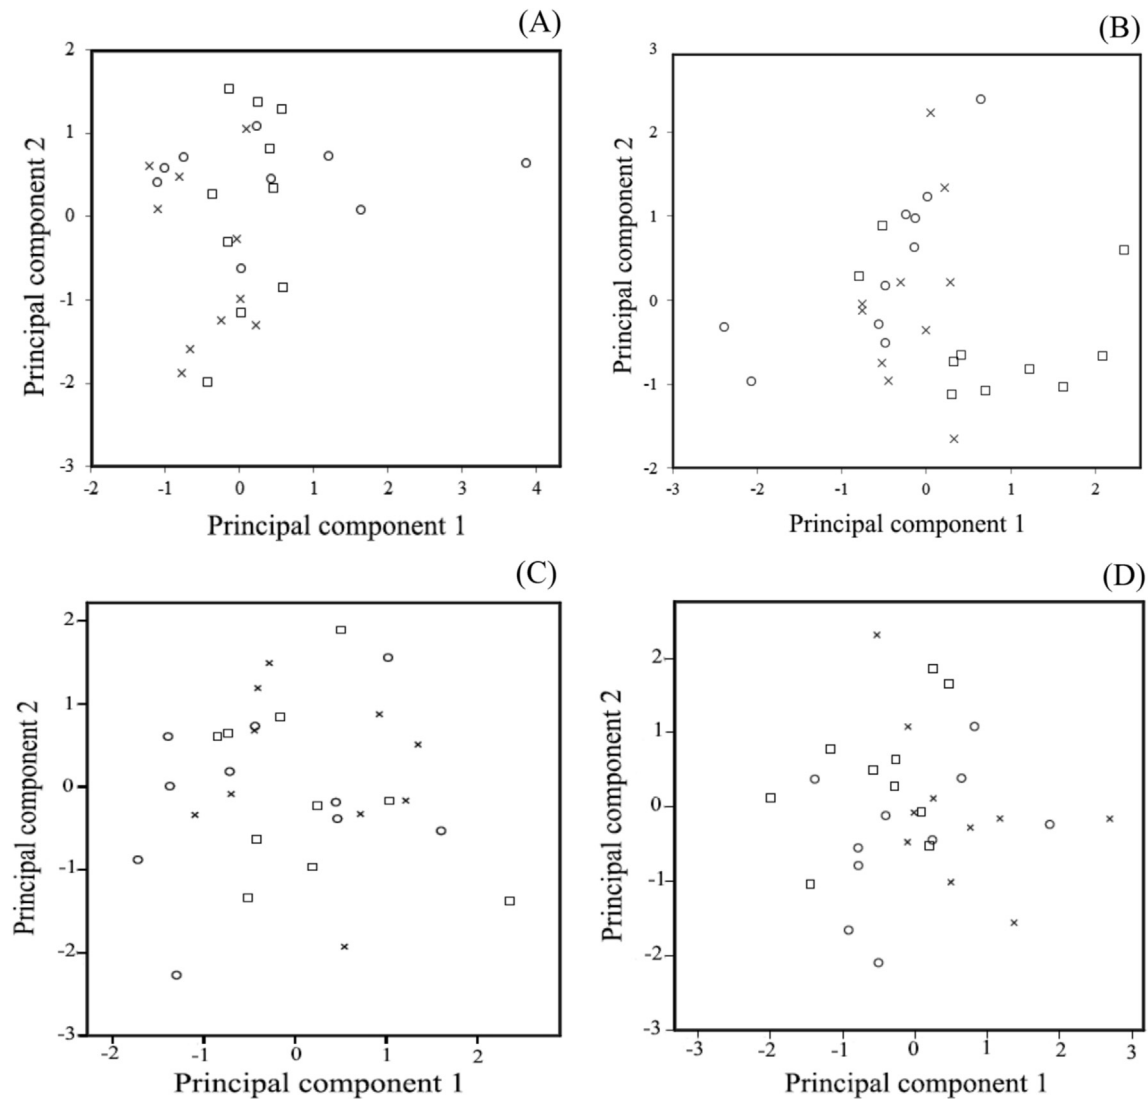 (A)
2
1
0
-1
-2
-3
-2 -1 0 1 2 3 4
Principal component 2
Principal component 1
(B)
3
2
1
0
-1
-2
-3 -2 -1 0 1 2
Principal component 2
Principal component 1
(C)
2
1
0
-1
-2
-3
-2 -1 0 1 2
Principal component 2
Principal component 1
(D)
2
1
0
-1
-2
-3
-3 -2 -1 0 1 2 3
Principal component 2
Principal component 1